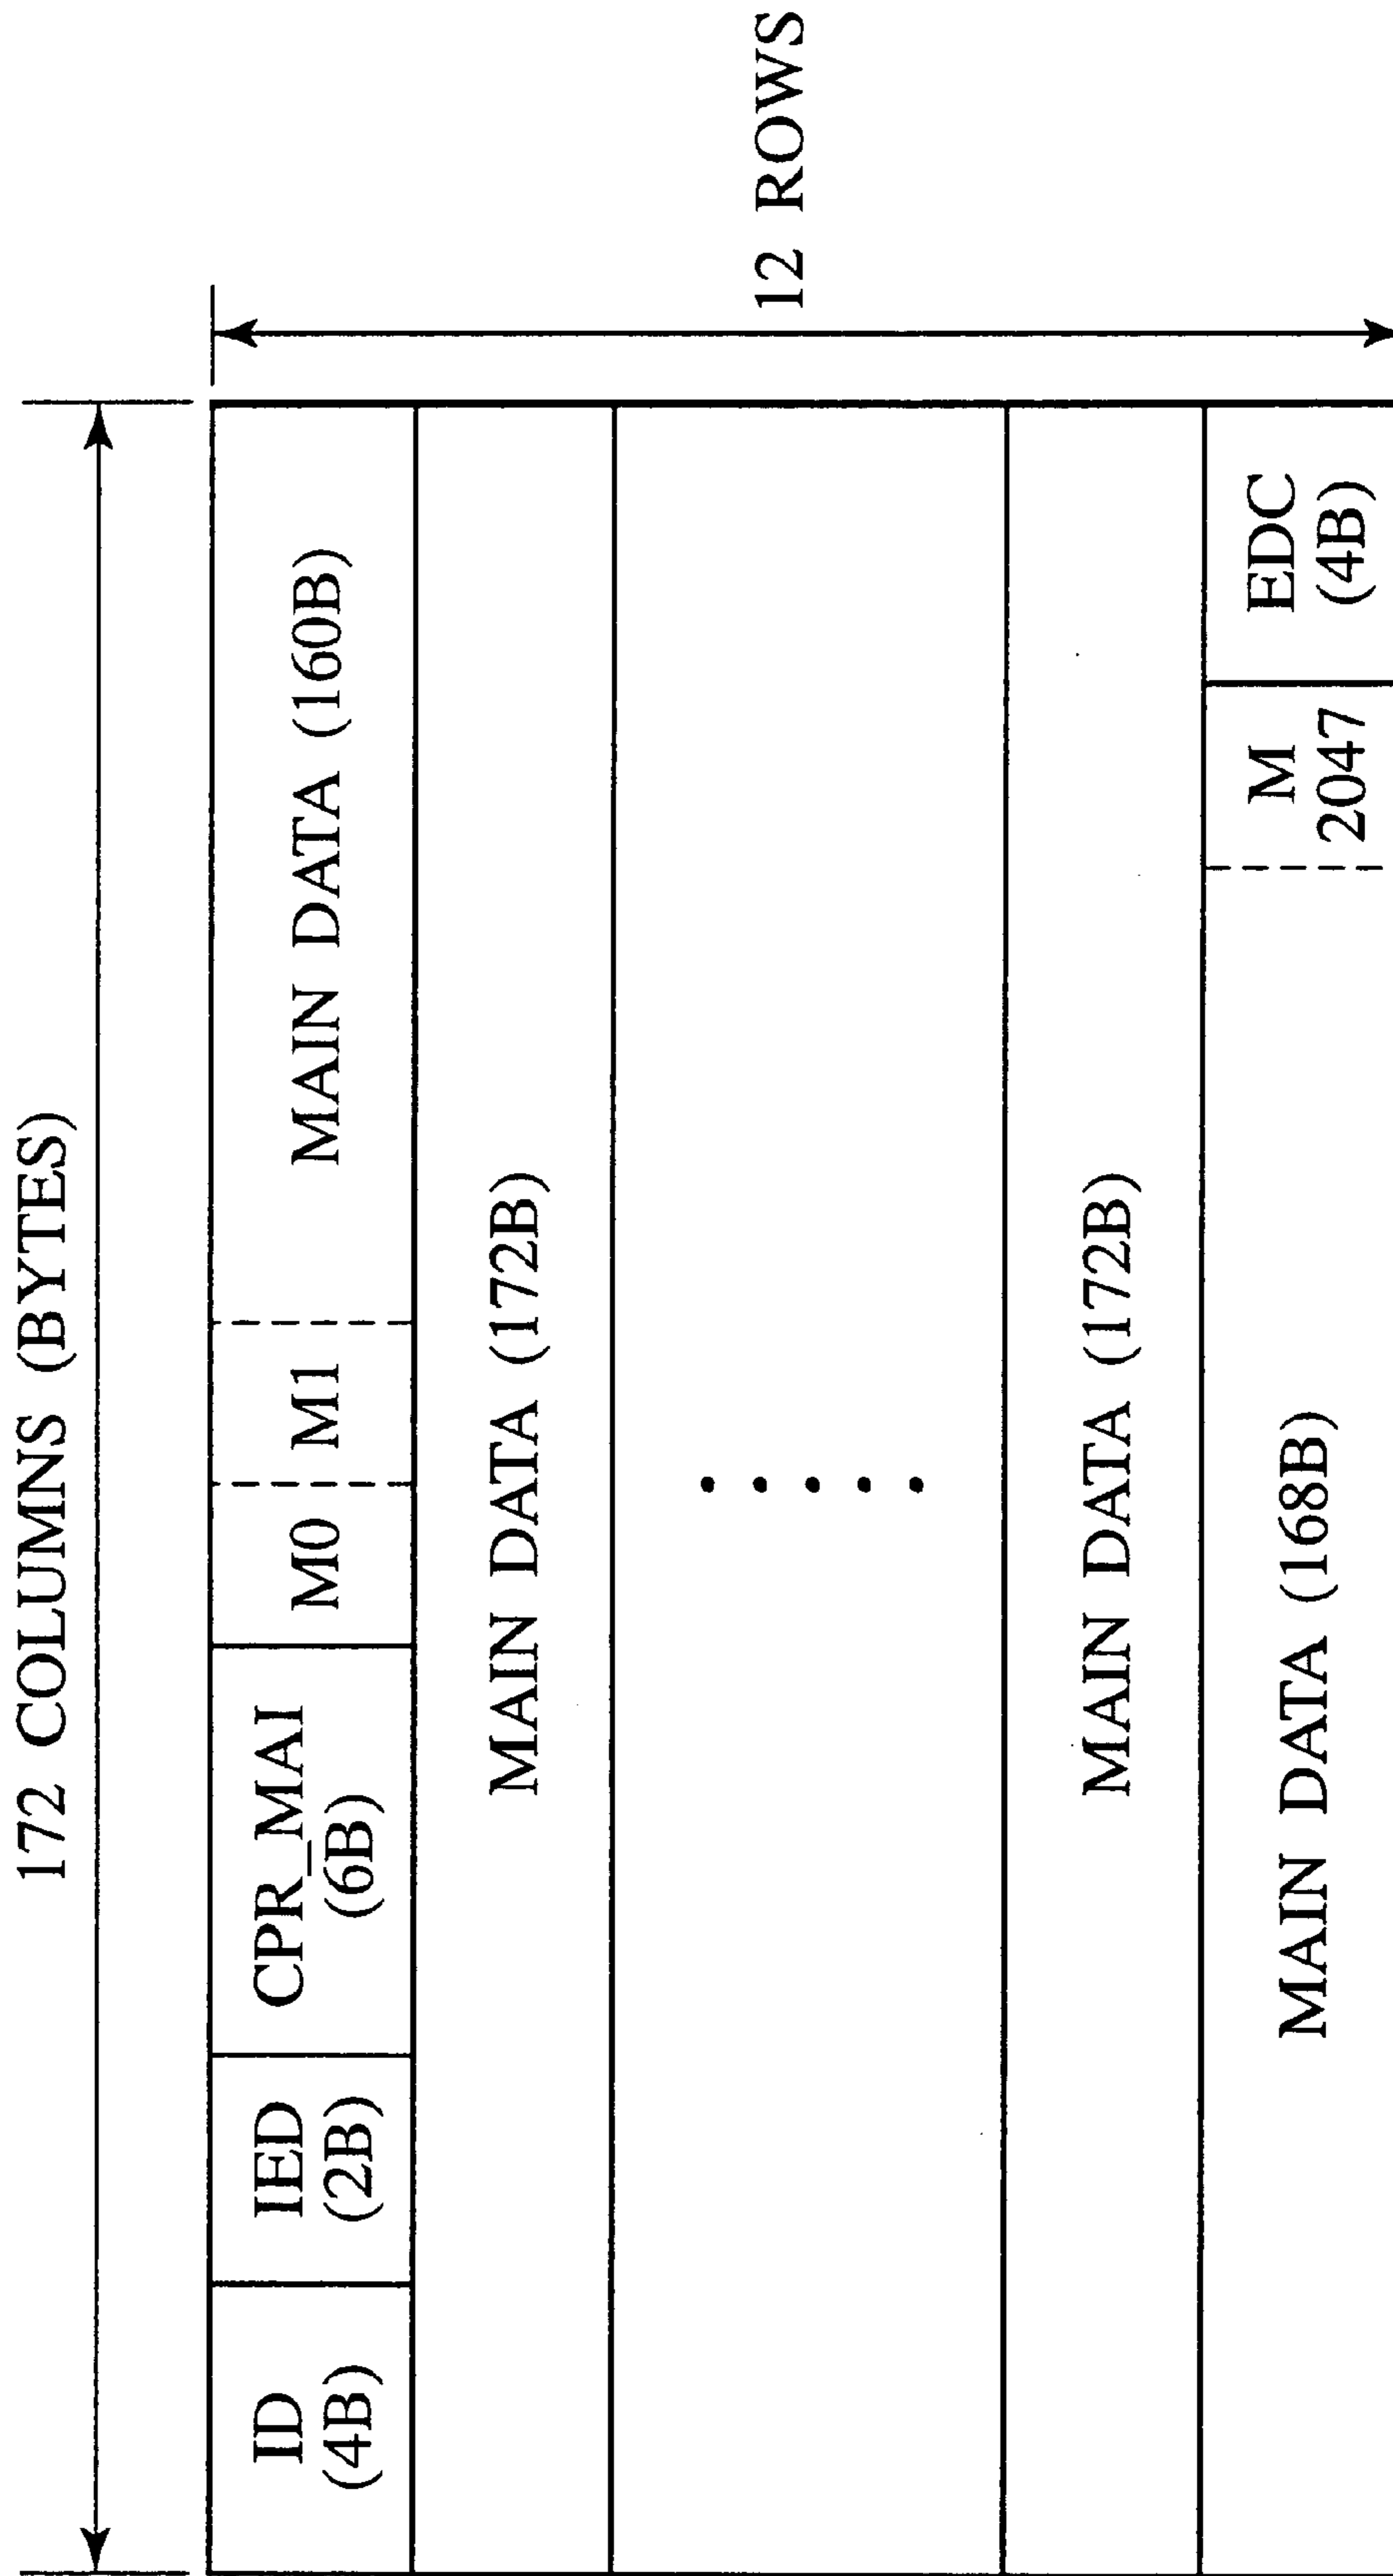 172 COLUMNS (BYTES)
ID
(4B)
IED
(2B)
CPR_MAI
(6B)
M0
M1
MAIN DATA (160B)
MAIN DATA (172B)
MAIN DATA (172B)
MAIN DATA (168B)
M
2047
EDC
(4B)
12 ROWS